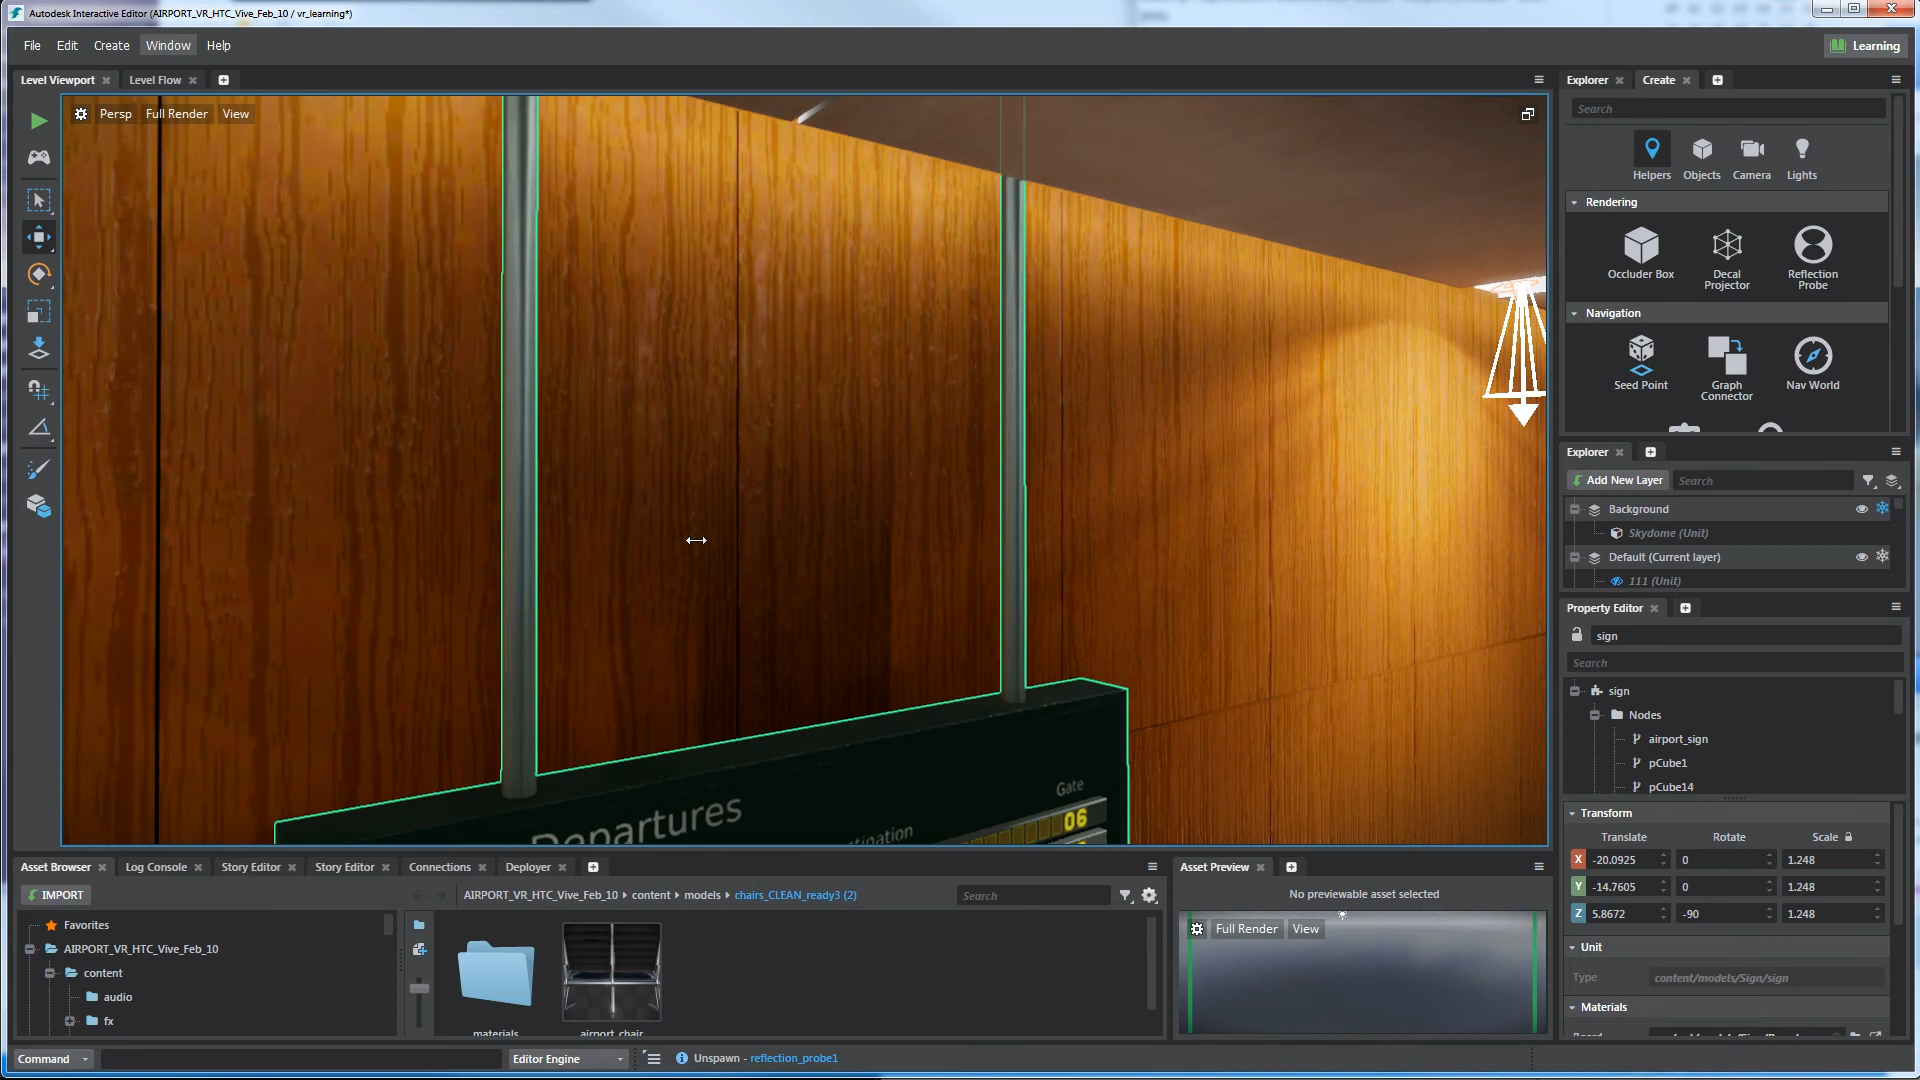 Autodesk Interactive Editor (AIRPORT_VR_HTC_Vive_Feb_10 / vr_learning*)
File Edit Create Window Help
Learning
Level Viewport Level Flow
Persp Full Render View
Departures
Gate
06
Explorer Create
Search
Helpers Objects Camera Lights
Rendering
Occluder Box Decal Projector Reflection Probe
Navigation
Seed Point Graph Connector Nav World
Explorer
Add New Layer Search
Background
Skydome (Unit)
Default (Current layer)
111 (Unit)
Property Editor
sign
Search
sign
Nodes
airport_sign
pCube1
pCube14
Transform
Translate Rotate Scale
X -20.0925 0 1.248
Y -14.7605 0 1.248
Z 5.8672 -90 1.248
Unit
Type content/models/Sign/sign
Materials
Asset Browser Log Console Story Editor Story Editor Connections Deployer
IMPORT
AIRPORT_VR_HTC_Vive_Feb_10 content models chairs_CLEAN_ready3 (2)
Search
Favorites
AIRPORT_VR_HTC_Vive_Feb_10
content
audio
fx
materials
airport_chair
Asset Preview
No previewable asset selected
Full Render View
Command
Editor Engine
Unspawn - reflection_probe1